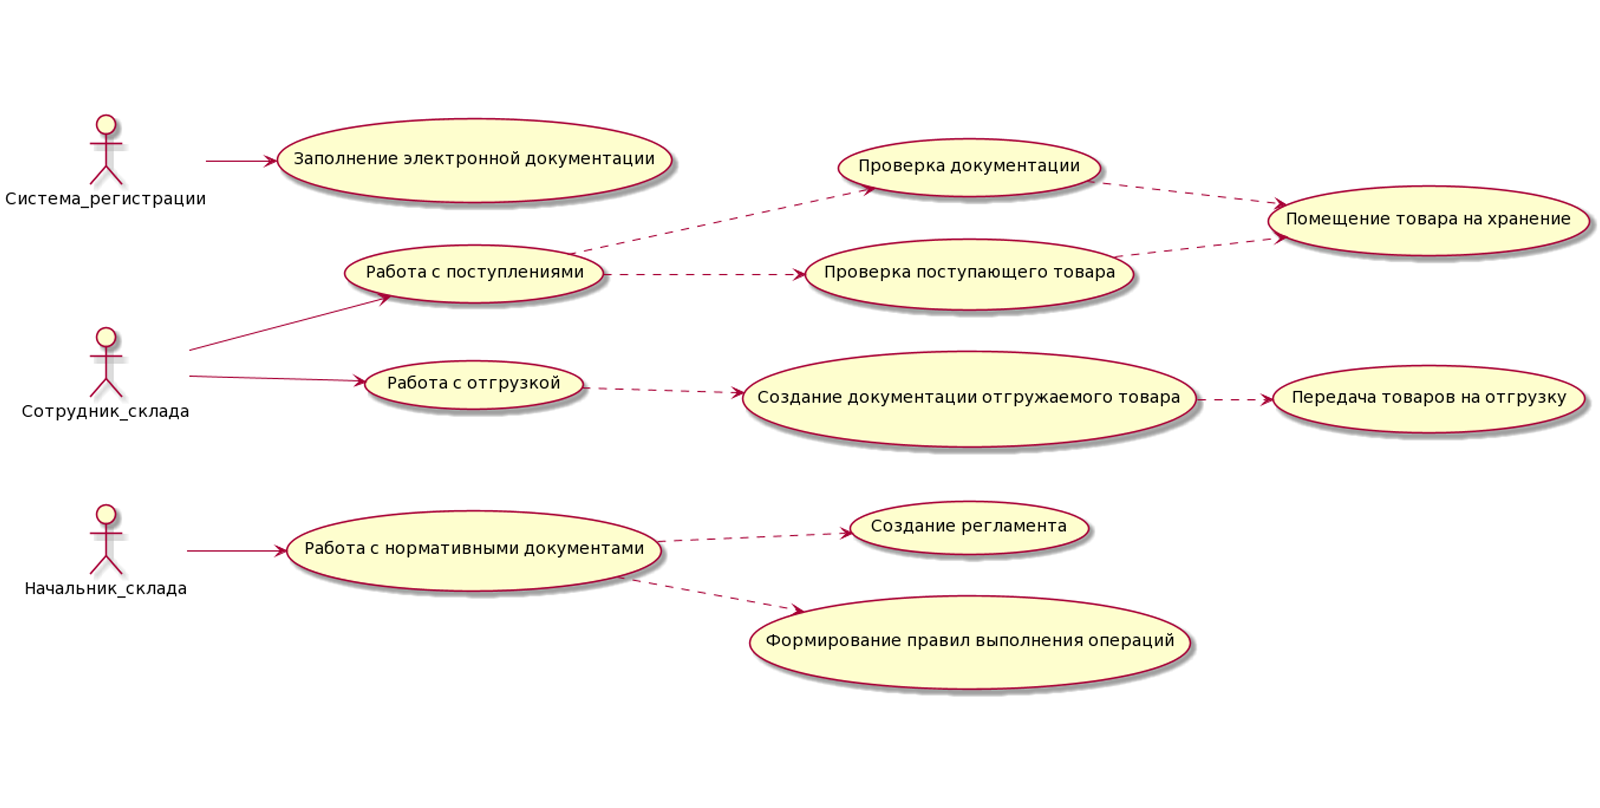 Система_регистрации
Заполнение электронной документации
Проверка документации
Помещение товара на хранение
Работа с поступлениями
Проверка поступающего товара
Сотрудник_склада
Работа с отгрузкой
Создание документации отгружаемого товара
Передача товаров на отгрузку
Начальник_склада
Работа с нормативными документами
Создание регламента
Формирование правил выполнения операций